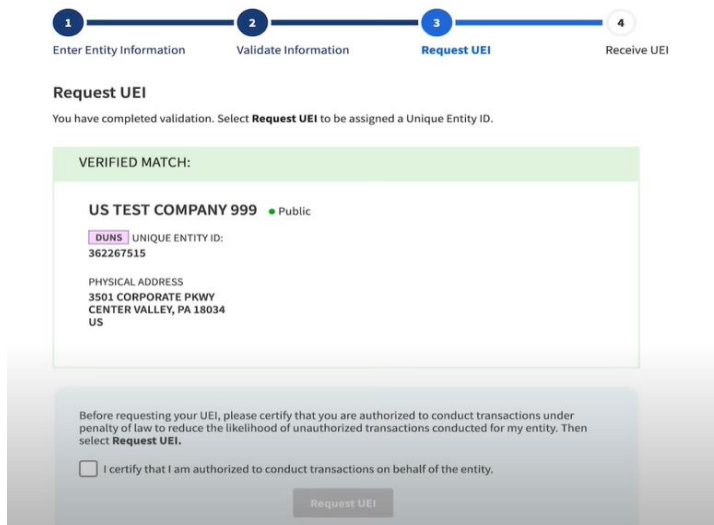 1 2 3 4
Enter Entity Information Validate Information Request UEI Receive UEI
Request UEI
You have completed validation. Select Request UEI to be assigned a Unique Entity ID.
VERIFIED MATCH:
US TEST COMPANY 999 Public
DUNS UNIQUE ENTITY ID:
362267515
PHYSICAL ADDRESS
3501 CORPORATE PKWY
CENTER VALLEY, PA 18034
US
Before requesting your UEI, please certify that you are authorized to conduct transactions under
penalty of law to reduce the likelihood of unauthorized transactions conducted for my entity. Then
select Request UEI.
I certify that I am authorized to conduct transactions on behalf of the entity.
Request UEI